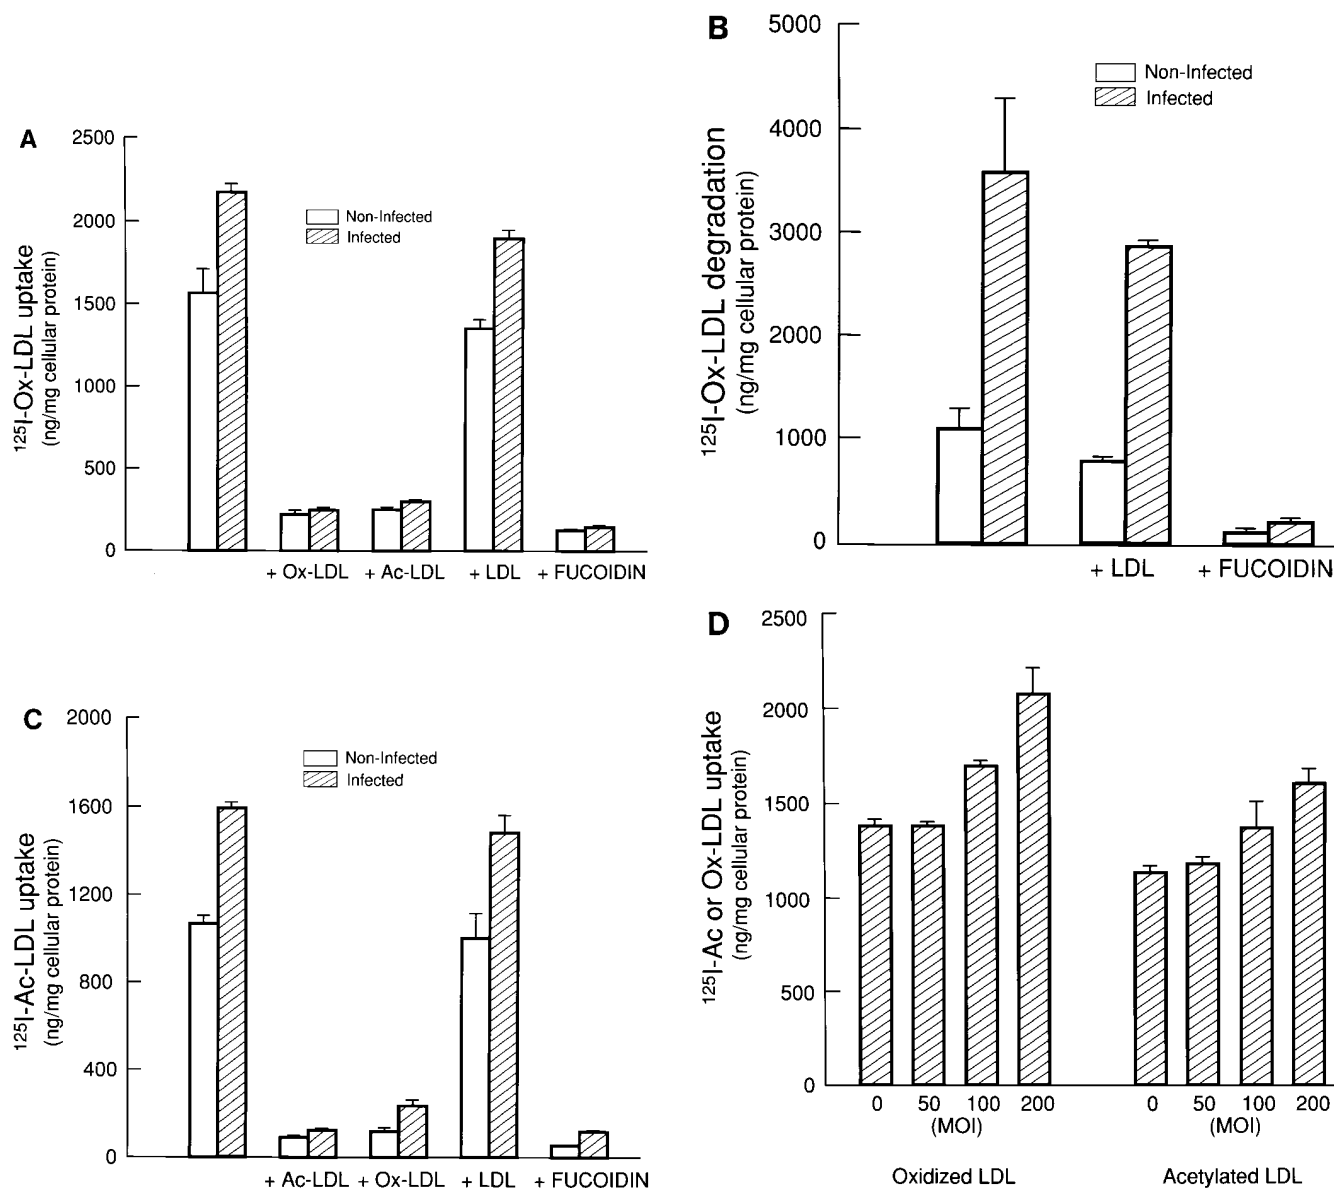 A
2500
2000
1500
1000
500
0
125I-Ox-LDL uptake
(ng/mg cellular protein)
Non-Infected
Infected
+ Ox-LDL + Ac-LDL + LDL + FUCOIDIN
B
5000
4000
3000
2000
1000
0
125I-Ox-LDL degradation
(ng/mg cellular protein)
Non-Infected
Infected
+ LDL + FUCOIDIN
C
2000
1600
1200
800
400
0
125I-Ac-LDL uptake
(ng/mg cellular protein)
Non-Infected
Infected
+ Ac-LDL + Ox-LDL + LDL + FUCOIDIN
D
2500
2000
1500
1000
500
0
125I-Ac or Ox-LDL uptake
(ng/mg cellular protein)
0 50 100 200
(MOI)
Oxidized LDL
0 50 100 200
(MOI)
Acetylated LDL